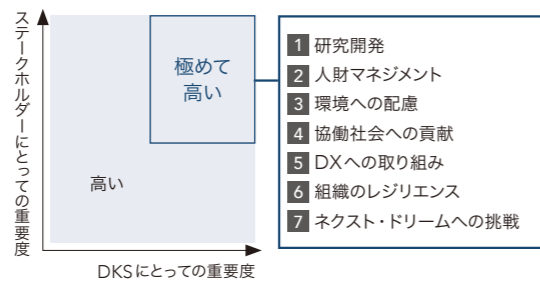 ステークホルダーにとっての重要度
極めて
高い
高い
DKSにとっての重要度
1 研究開発
2 人財マネジメント
3 環境への配慮
4 協働社会への貢献
5 DXへの取り組み
6 組織のレジリエンス
7 ネクスト・ドリームへの挑戦